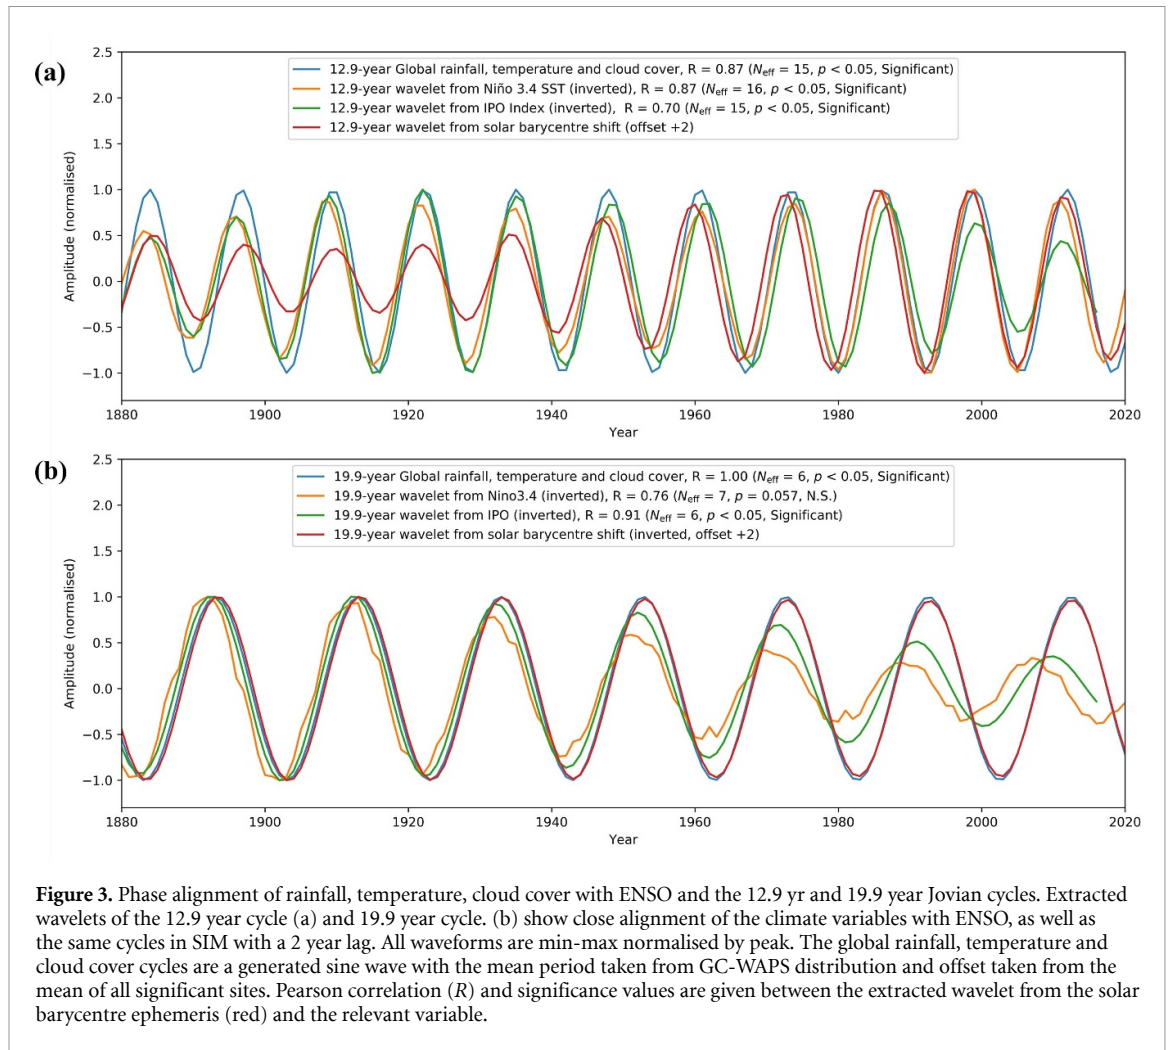 (a)
2.5
2.0
1.5
1.0
0.5
0.0
−0.5
−1.0
Amplitude (normalised)
12.9-year Global rainfall, temperature and cloud cover, R = 0.87 (Neff = 15, p < 0.05, Significant)
12.9-year wavelet from Niño 3.4 SST (inverted), R = 0.87 (Neff = 16, p < 0.05, Significant)
12.9-year wavelet from IPO Index (inverted),  R = 0.70 (Neff = 15, p < 0.05, Significant)
12.9-year wavelet from solar barycentre shift (offset +2)
1880 1900 1920 1940 1960 1980 2000 2020
Year
(b)
2.5
2.0
1.5
1.0
0.5
0.0
−0.5
−1.0
Amplitude (normalised)
19.9-year Global rainfall, temperature and cloud cover, R = 1.00 (Neff = 6, p < 0.05, Significant)
19.9-year wavelet from Nino3.4 (inverted), R = 0.76 (Neff = 7, p = 0.057, N.S.)
19.9-year wavelet from IPO (inverted), R = 0.91 (Neff = 6, p < 0.05, Significant)
19.9-year wavelet from solar barycentre shift (inverted, offset +2)
1880 1900 1920 1940 1960 1980 2000 2020
Year
Figure 3. Phase alignment of rainfall, temperature, cloud cover with ENSO and the 12.9 yr and 19.9 year Jovian cycles. Extracted
wavelets of the 12.9 year cycle (a) and 19.9 year cycle. (b) show close alignment of the climate variables with ENSO, as well as
the same cycles in SIM with a 2 year lag. All waveforms are min-max normalised by peak. The global rainfall, temperature and
cloud cover cycles are a generated sine wave with the mean period taken from GC-WAPS distribution and offset taken from the
mean of all significant sites. Pearson correlation (R) and significance values are given between the extracted wavelet from the solar
barycentre ephemeris (red) and the relevant variable.